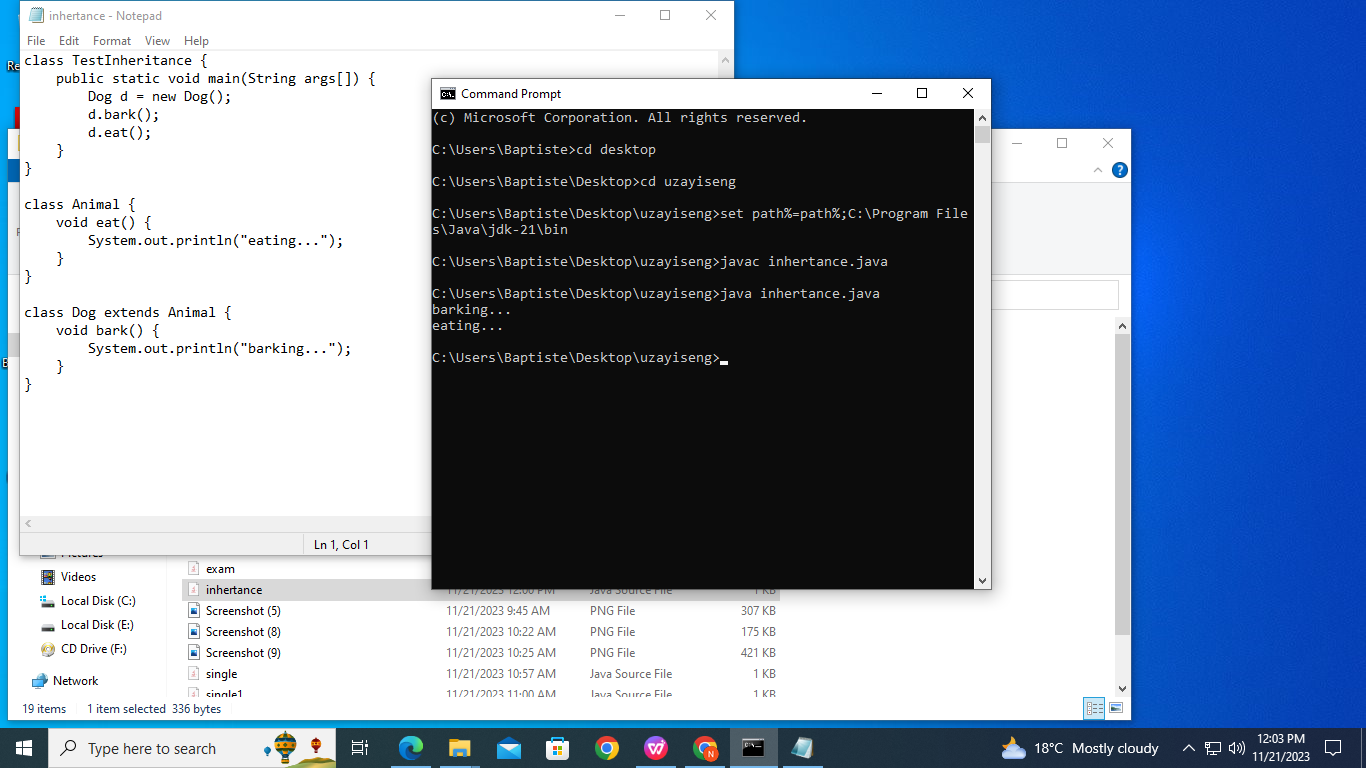 inhertance - Notepad
File Edit Format View Help
class TestInheritance {
public static void main(String args[]) {
Dog d = new Dog();
d.bark();
d.eat();
}
}
class Animal {
void eat() {
System.out.println("eating...");
}
}
class Dog extends Animal {
void bark() {
System.out.println("barking...");
}
}
Ln 1, Col 1
Command Prompt
(c) Microsoft Corporation. All rights reserved.
C:\Users\Baptiste>cd desktop
C:\Users\Baptiste\Desktop>cd uzayiseng
C:\Users\Baptiste\Desktop\uzayiseng>set path%=path%;C:\Program File
s\Java\jdk-21\bin
C:\Users\Baptiste\Desktop\uzayiseng>javac inhertance.java
C:\Users\Baptiste\Desktop\uzayiseng>java inhertance.java
barking...
eating...
C:\Users\Baptiste\Desktop\uzayiseng>
Pictures
Videos
Local Disk (C:)
Local Disk (E:)
CD Drive (F:)
Network
exam
inhertance 11/21/2023 12:00 PM Java Source File 1 KB
Screenshot (5) 11/21/2023 9:45 AM PNG File 307 KB
Screenshot (8) 11/21/2023 10:22 AM PNG File 175 KB
Screenshot (9) 11/21/2023 10:25 AM PNG File 421 KB
single 11/21/2023 10:57 AM Java Source File 1 KB
single1 11/21/2023 11:00 AM Java Source File 1 KB
19 items 1 item selected 336 bytes
Type here to search
18°C Mostly cloudy
12:03 PM
11/21/2023